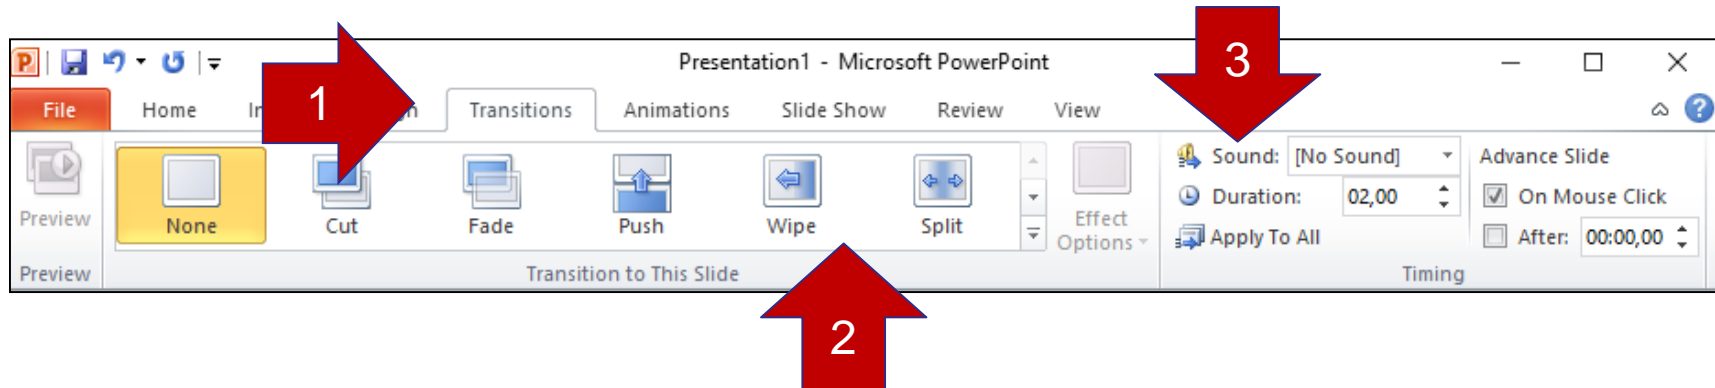 3
Presentation1 - Microsoft PowerPoint
1
File Home Transitions Animations Slide Show Review View
Sound: [No Sound] Advance Slide
Preview None Cut Fade Push Wipe Split Effect Options
Duration: 02,00 On Mouse Click
Apply To All After: 00:00,00
Preview Transition to This Slide Timing
2